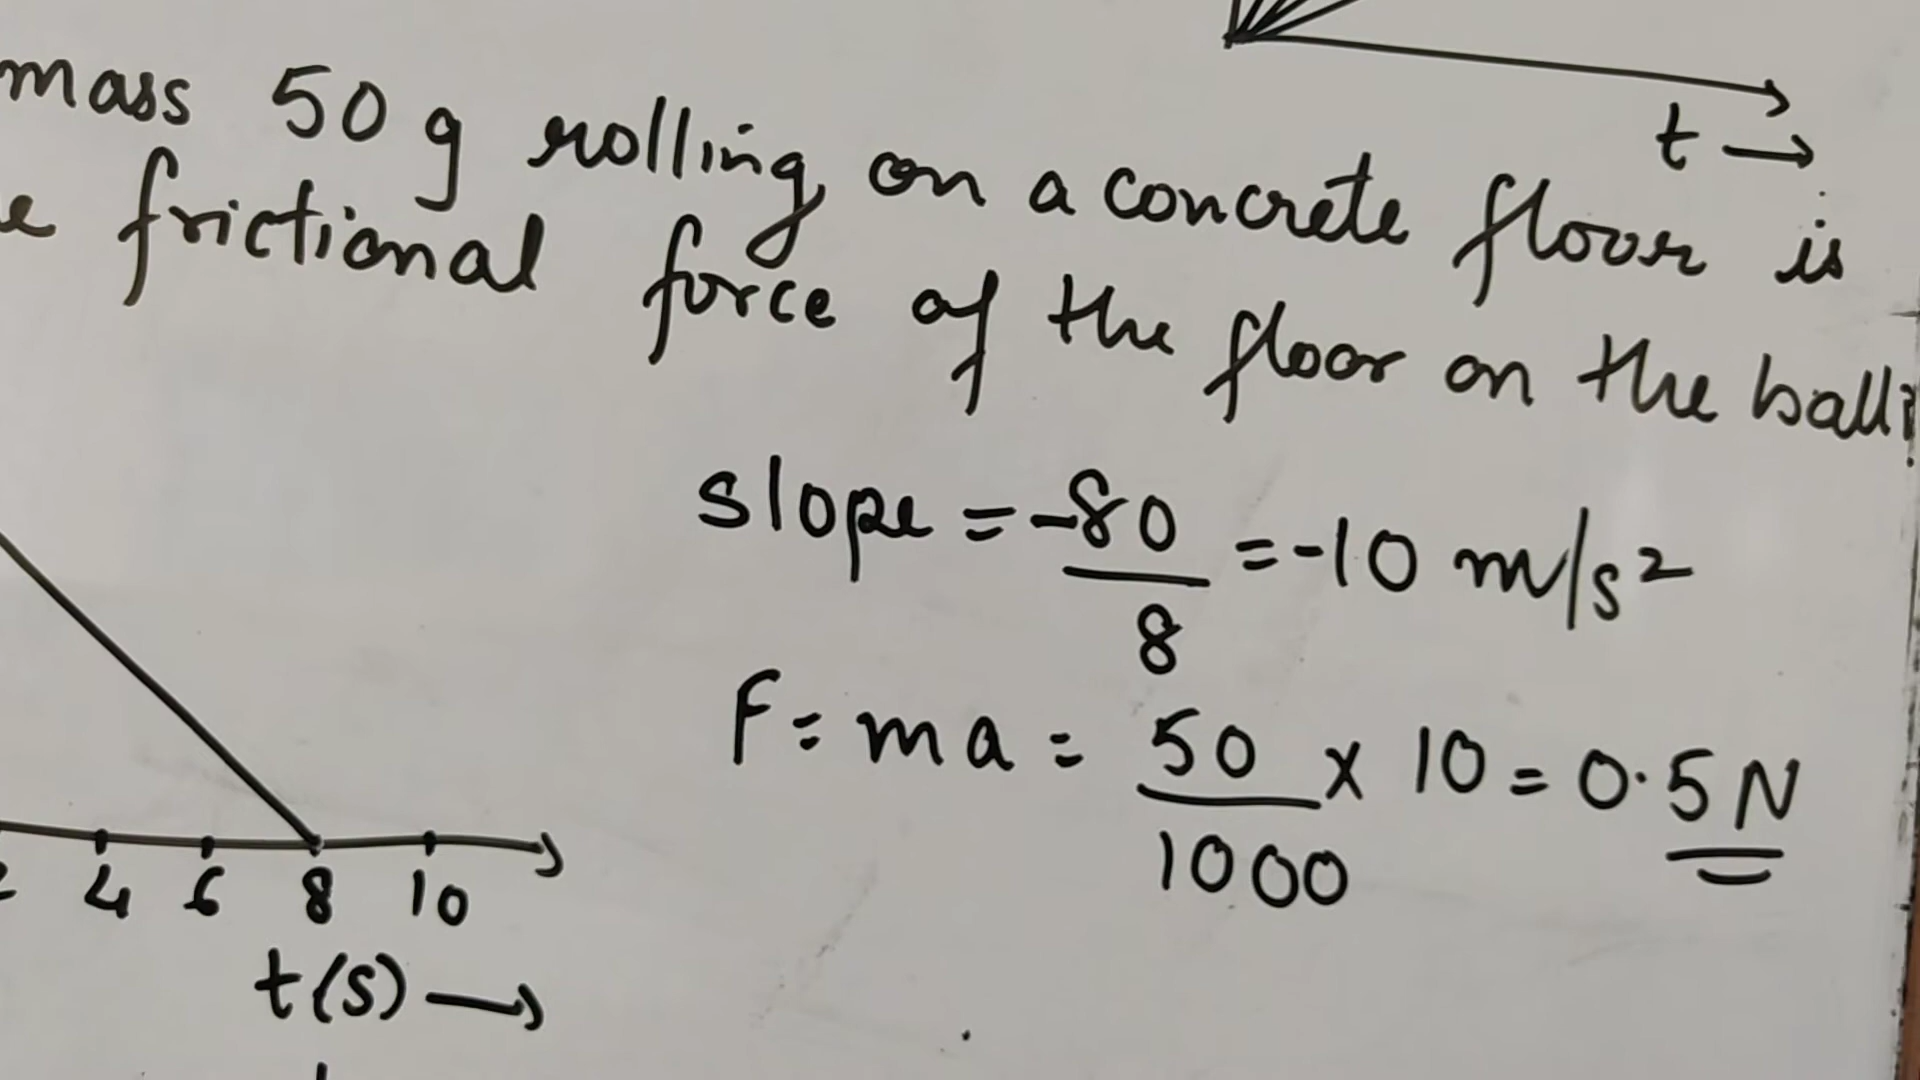 t →
mass 50 g rolling on a concrete floor is
frictional force of the floor on the ball?
slope = -80/8 = -10 m/s²
F = ma = 50/1000 x 10 = 0.5 N
4 6 8 10
t(s) →